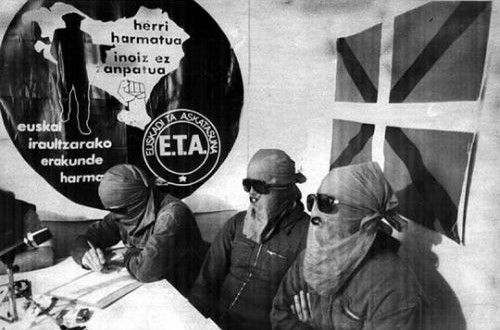 herri
harmatua
inoiz ez
zanpatua
euskal
iraultzarako
erakunde
harma
EUSKADI TA ASKATASUNA
E.T.A.